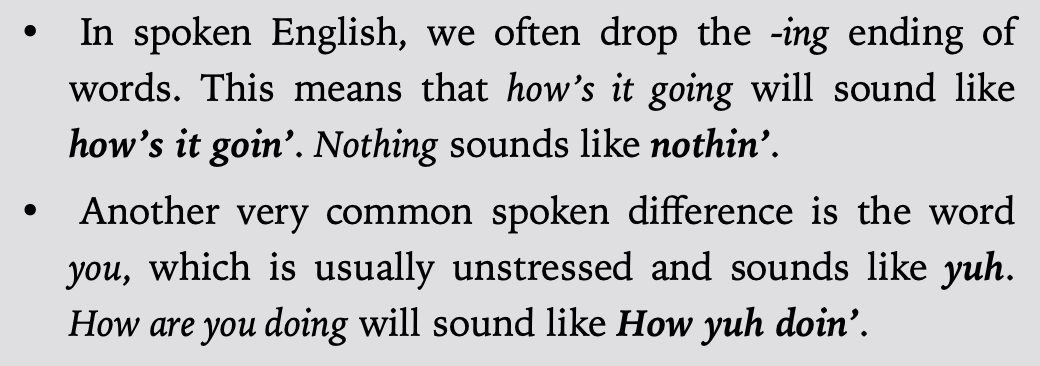 • In spoken English, we often drop the -ing ending of
words. This means that how’s it going will sound like
how’s it goin’. Nothing sounds like nothin’.
• Another very common spoken difference is the word
you, which is usually unstressed and sounds like yuh.
How are you doing will sound like How yuh doin’.